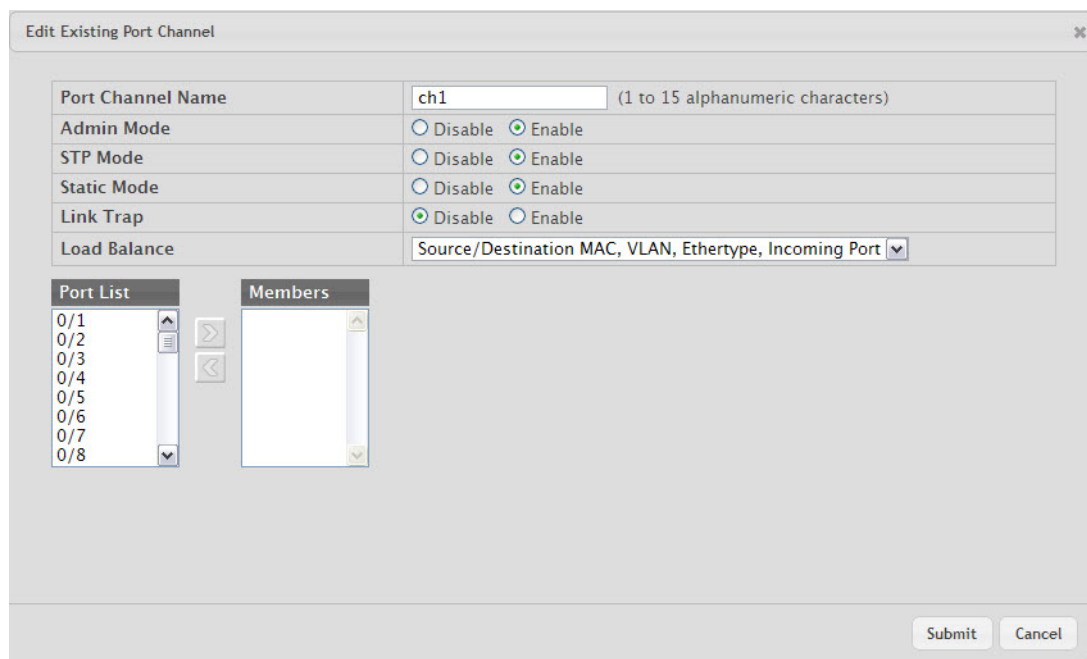 Edit Existing Port Channel
Port Channel Name ch1 (1 to 15 alphanumeric characters)
Admin Mode Disable Enable
STP Mode Disable Enable
Static Mode Disable Enable
Link Trap Disable Enable
Load Balance Source/Destination MAC, VLAN, Ethertype, Incoming Port
Port List Members
0/1
0/2
0/3
0/4
0/5
0/6
0/7
0/8
Submit Cancel